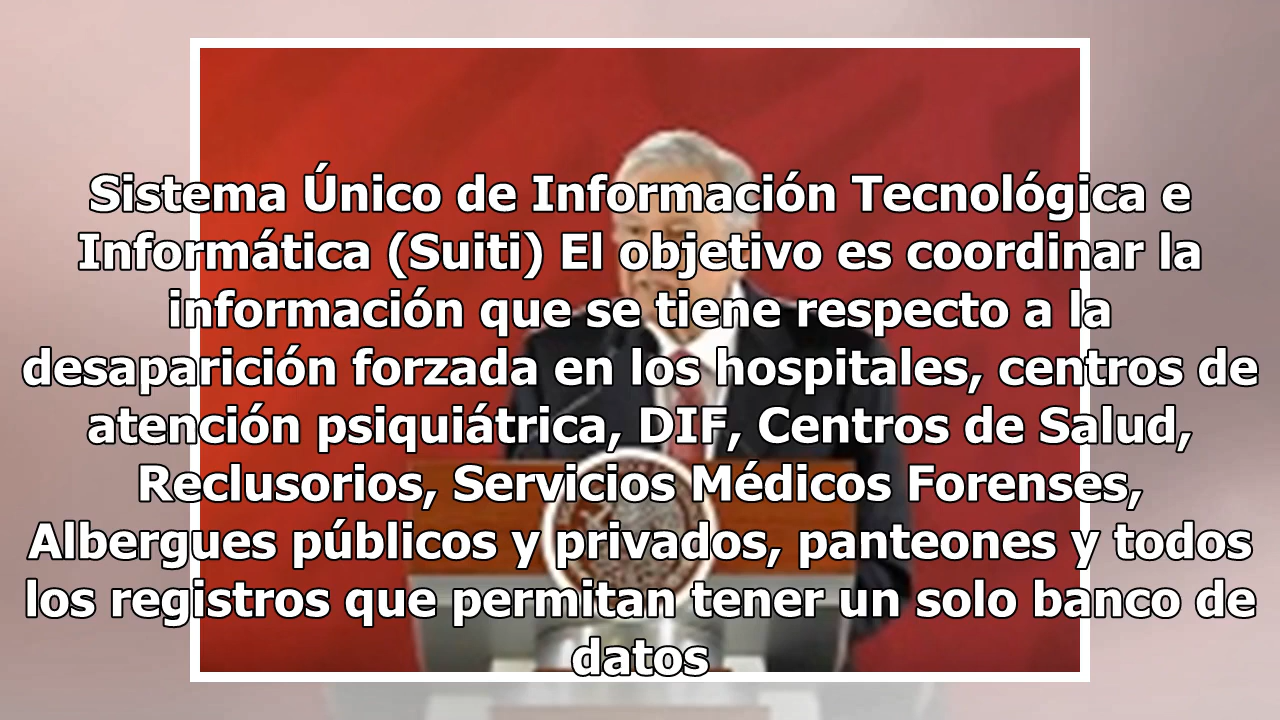 Sistema Único de Información Tecnológica e
Informática (Suiti) El objetivo es coordinar la
información que se tiene respecto a la
desaparición forzada en los hospitales, centros de
atención psiquiátrica, DIF, Centros de Salud,
Reclusorios, Servicios Médicos Forenses,
Albergues públicos y privados, panteones y todos
los registros que permitan tener un solo banco de
datos